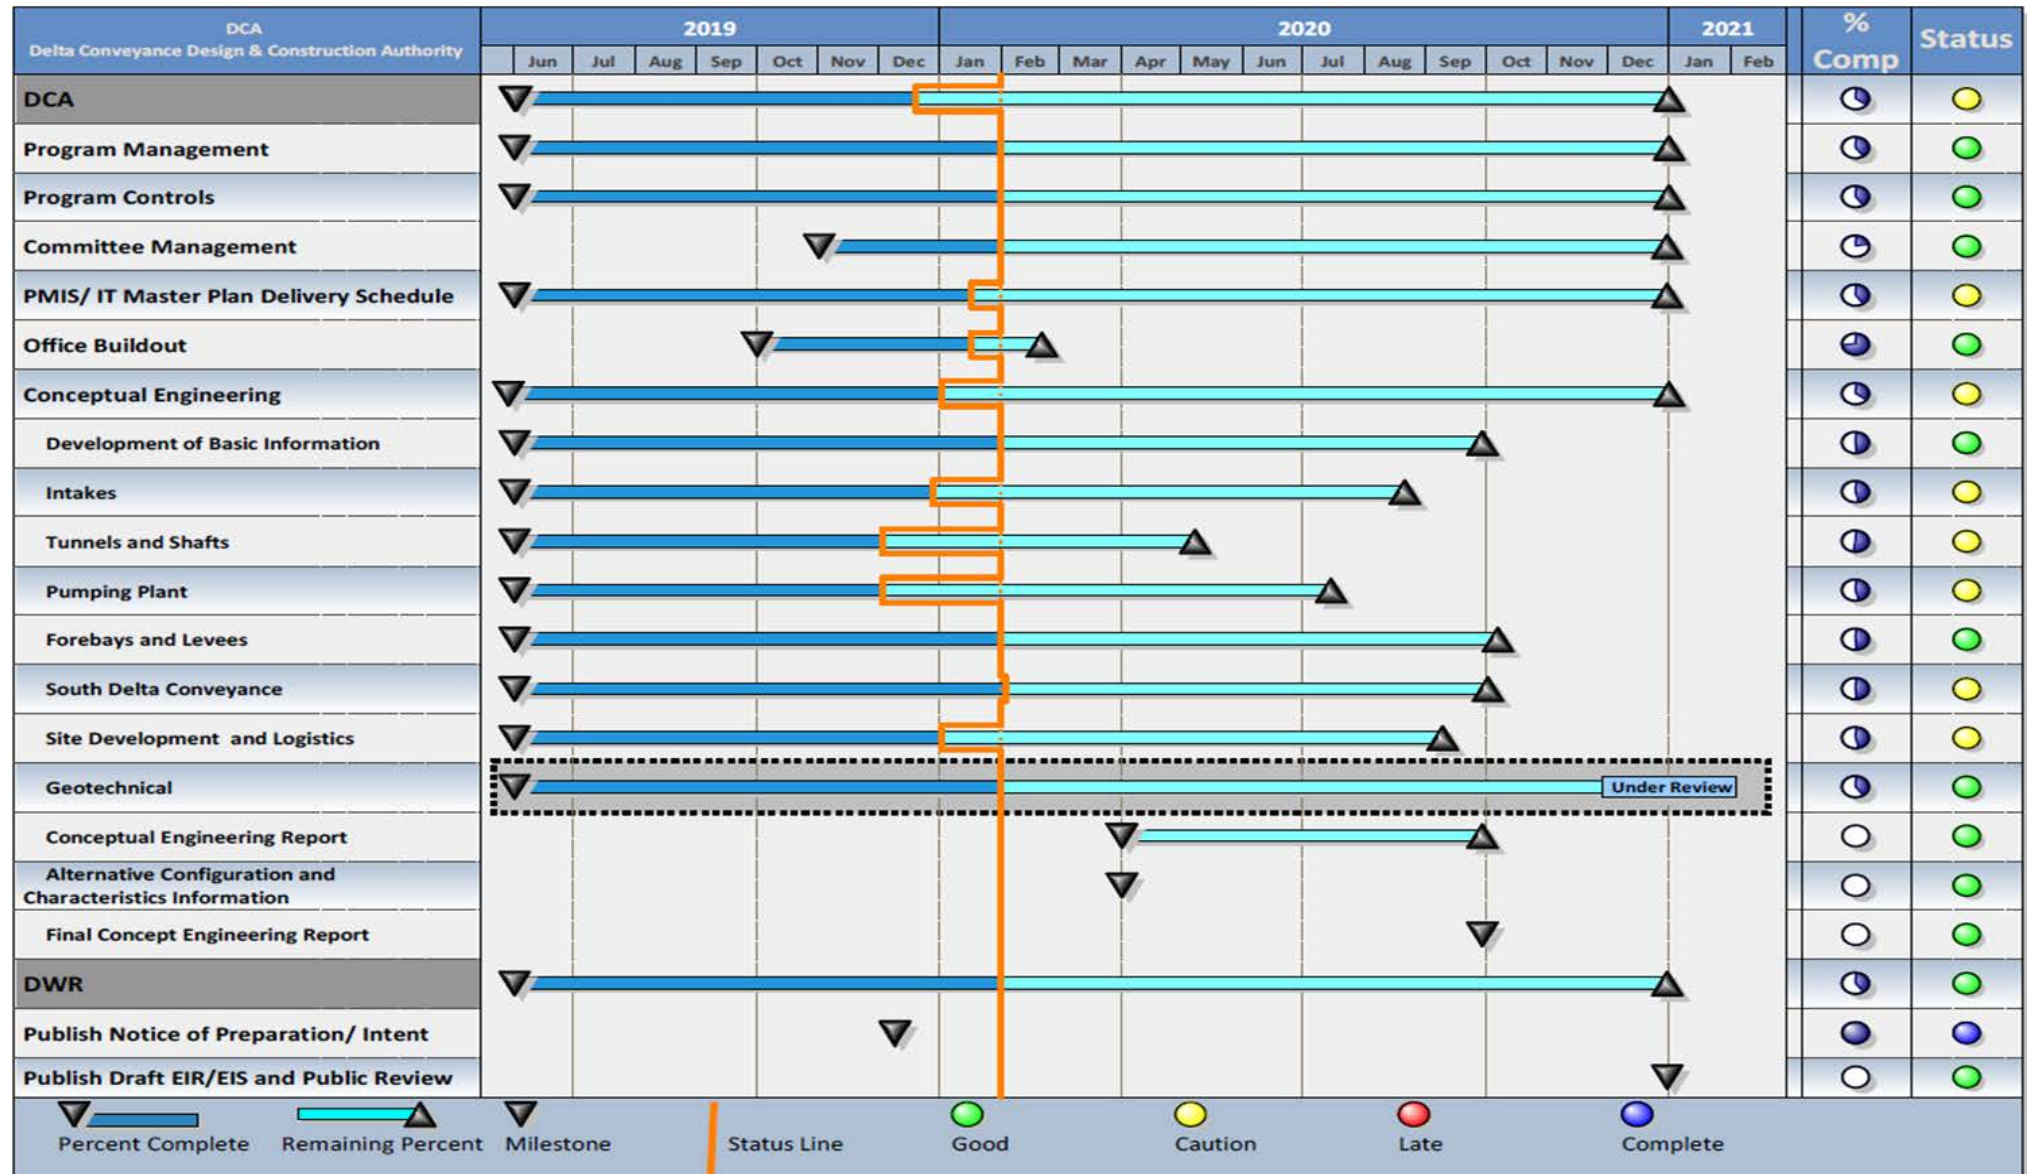 DCA
Delta Conveyance Design & Construction Authority
2019
2020
2021
% Comp
Status
Jun Jul Aug Sep Oct Nov Dec Jan Feb Mar Apr May Jun Jul Aug Sep Oct Nov Dec Jan Feb
DCA
Program Management
Program Controls
Committee Management
PMIS/ IT Master Plan Delivery Schedule
Office Buildout
Conceptual Engineering
Development of Basic Information
Intakes
Tunnels and Shafts
Pumping Plant
Forebays and Levees
South Delta Conveyance
Site Development and Logistics
Geotechnical
Under Review
Conceptual Engineering Report
Alternative Configuration and
Characteristics Information
Final Concept Engineering Report
DWR
Publish Notice of Preparation/ Intent
Publish Draft EIR/EIS and Public Review
Percent Complete
Remaining Percent
Milestone
Status Line
Good
Caution
Late
Complete